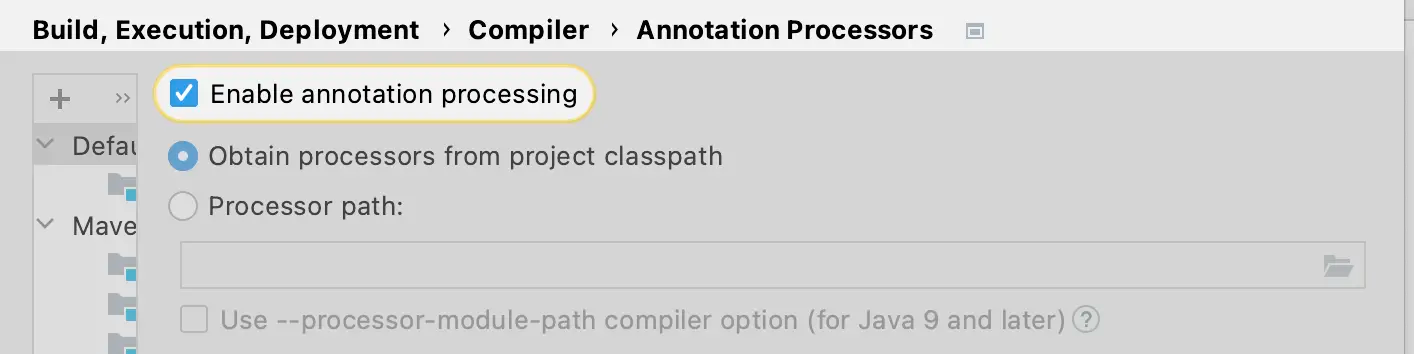 Build, Execution, Deployment › Compiler › Annotation Processors
Enable annotation processing
Defau
Obtain processors from project classpath
Processor path:
Mave
Use --processor-module-path compiler option (for Java 9 and later) ?